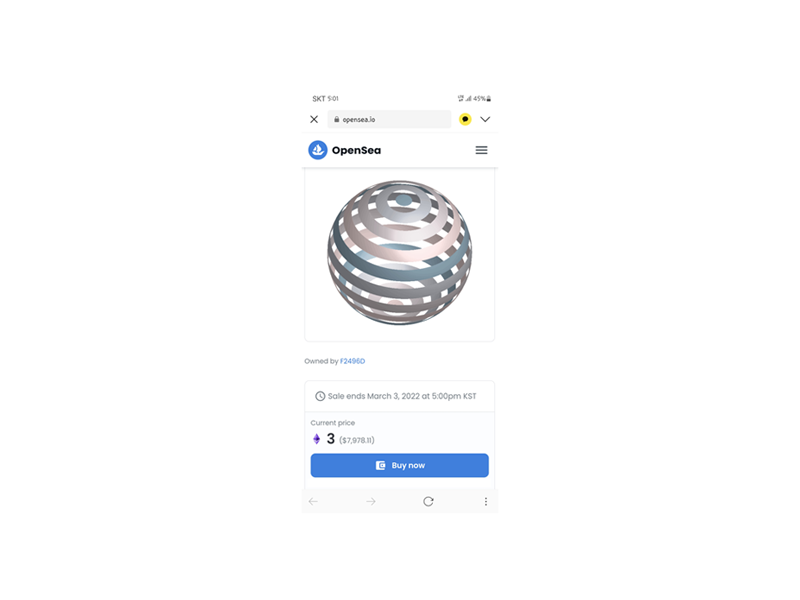 SKT 5:01 45%
opensea.io
OpenSea
Owned by F2496D
Sale ends March 3, 2022 at 5:00pm KST
Current price
3 ($7,978.11)
Buy now